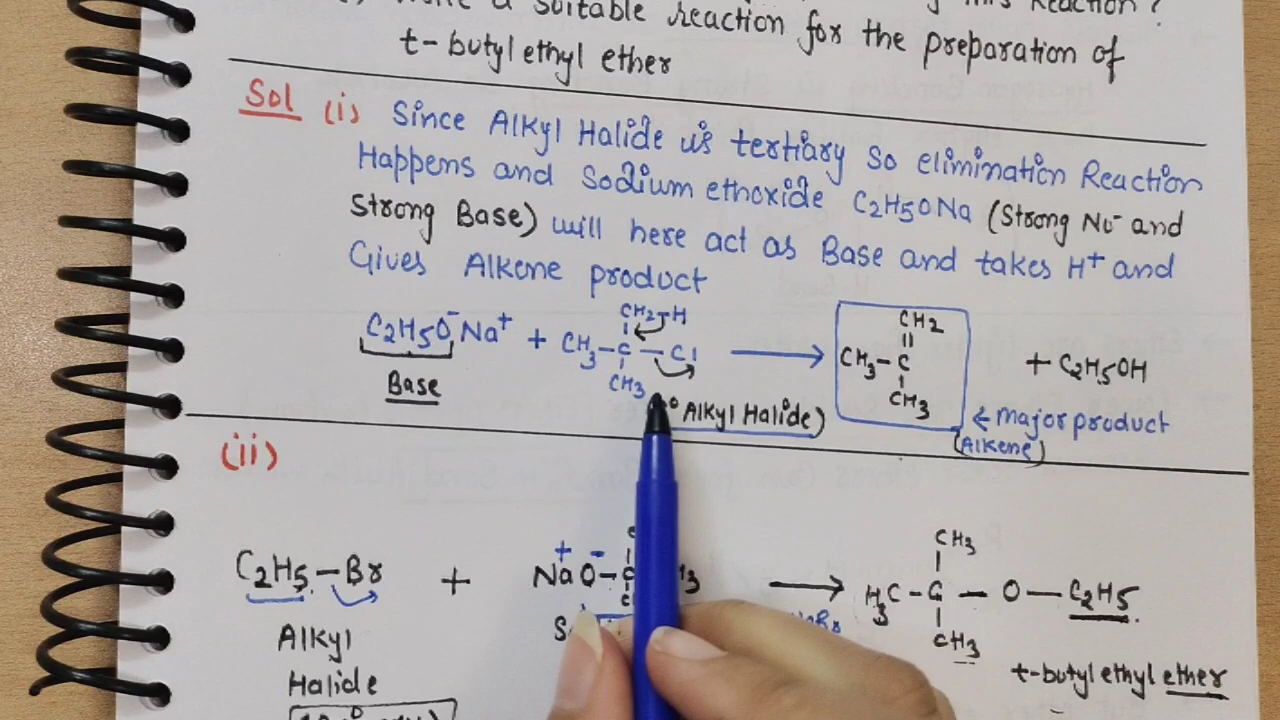 a suitable reaction for the preparation of
t-butyl ethyl ether
Sol (i) Since Alkyl Halide is tertiary so elimination Reaction
Happens and Sodium ethoxide C2H5ONa (Strong Nu- and
Strong Base) will here act as Base and takes H+ and
Gives Alkene product
CH2-H
C2H5O-Na+ + CH3-C-Cl
CH3
Base
Alkyl Halide)
CH2
||
CH3-C
CH3
+ C2H5OH
← major product
(Alkene)
(ii)
C2H5-Br + NaO-C
+ -
Alkyl
Halide
CH3
H3C-C-O-C2H5.
CH3
t-butyl ethyl ether